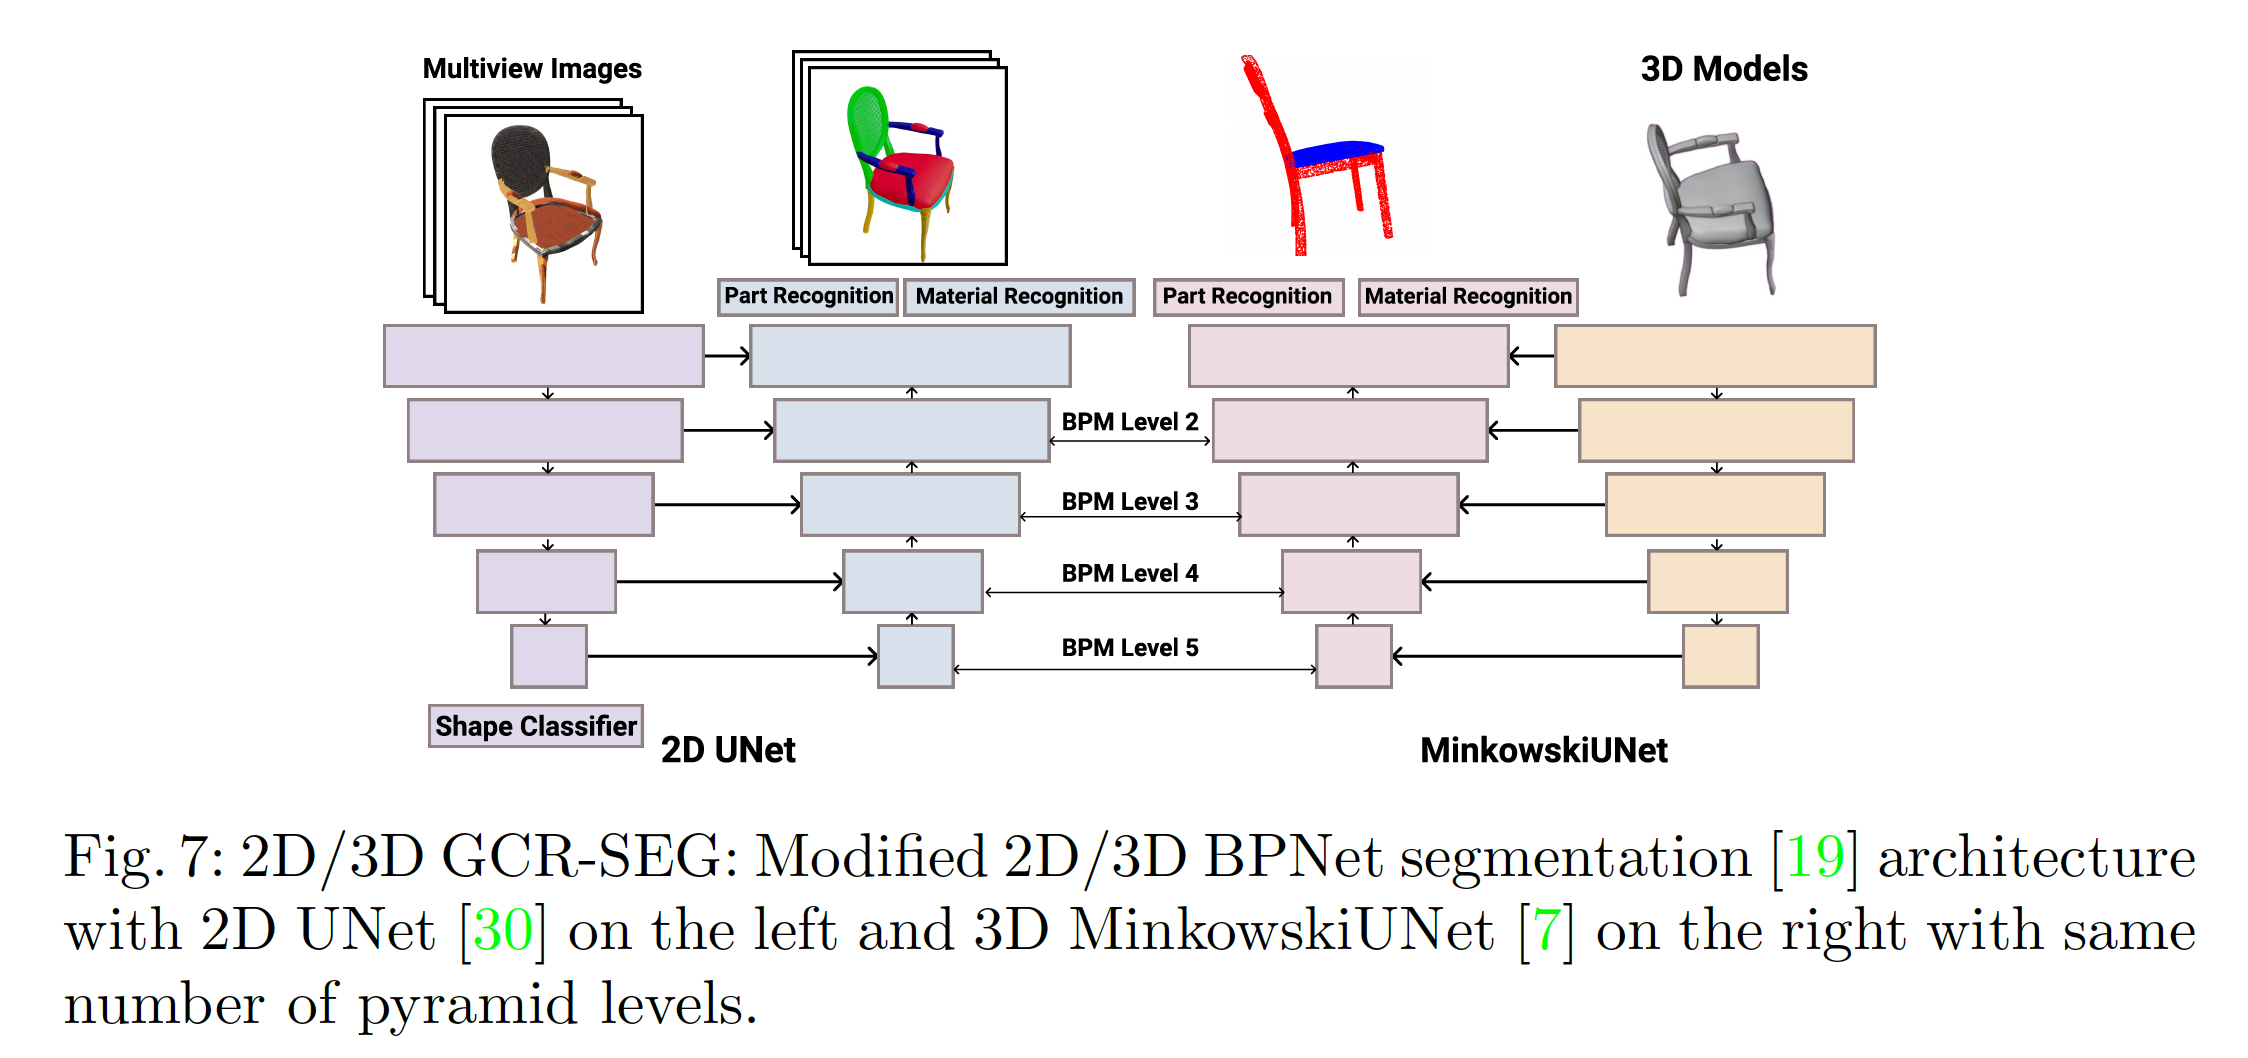 Multiview Images
3D Models
Part Recognition
Material Recognition
Part Recognition
Material Recognition
BPM Level 2
BPM Level 3
BPM Level 4
BPM Level 5
Shape Classifier
2D UNet
MinkowskiUNet
Fig. 7: 2D/3D GCR-SEG: Modified 2D/3D BPNet segmentation [19] architecture
with 2D UNet [30] on the left and 3D MinkowskiUNet [7] on the right with same
number of pyramid levels.